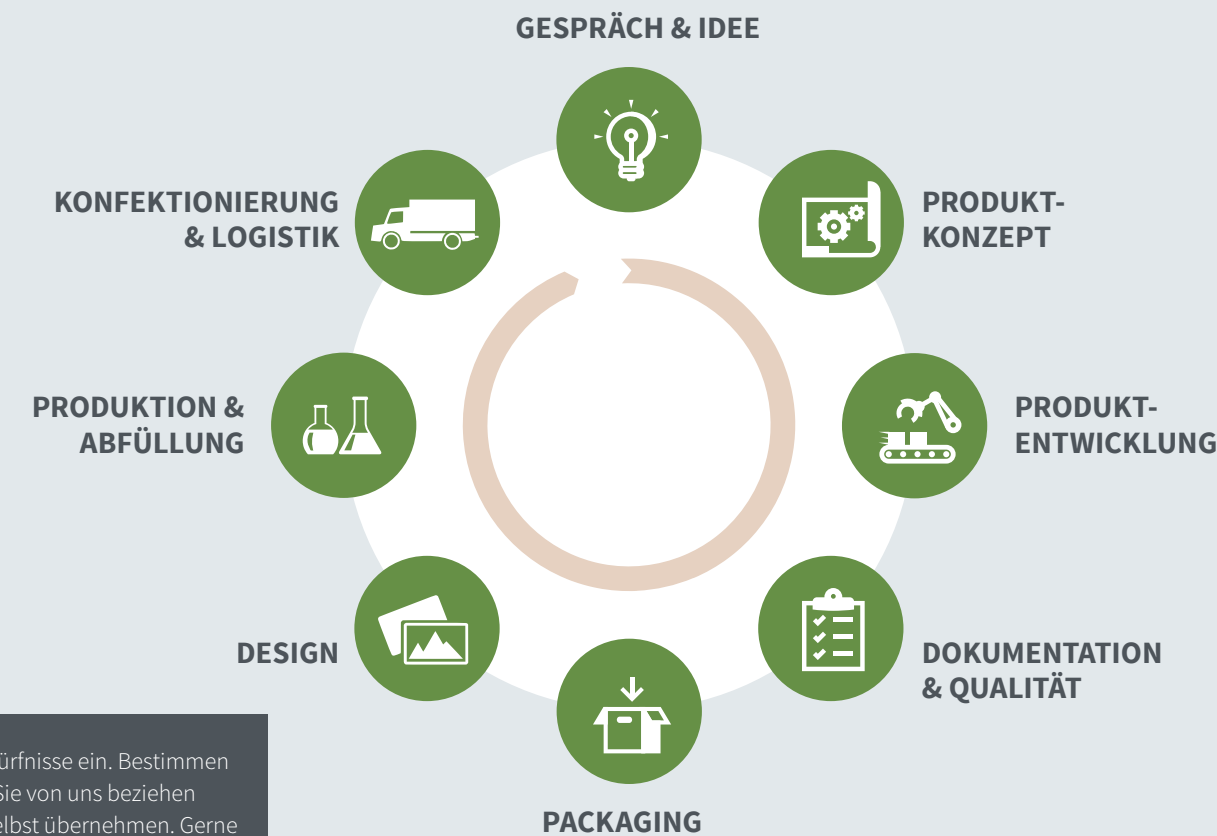 GESPRÄCH & IDEE
PRODUKT-
KONZEPT
PRODUKT-
ENTWICKLUNG
DOKUMENTATION
& QUALITÄT
PACKAGING
DESIGN
PRODUKTION &
ABFÜLLUNG
KONFEKTIONIERUNG
& LOGISTIK
ürfnisse ein. Bestimmen
Sie von uns beziehen
elbst übernehmen. Gerne